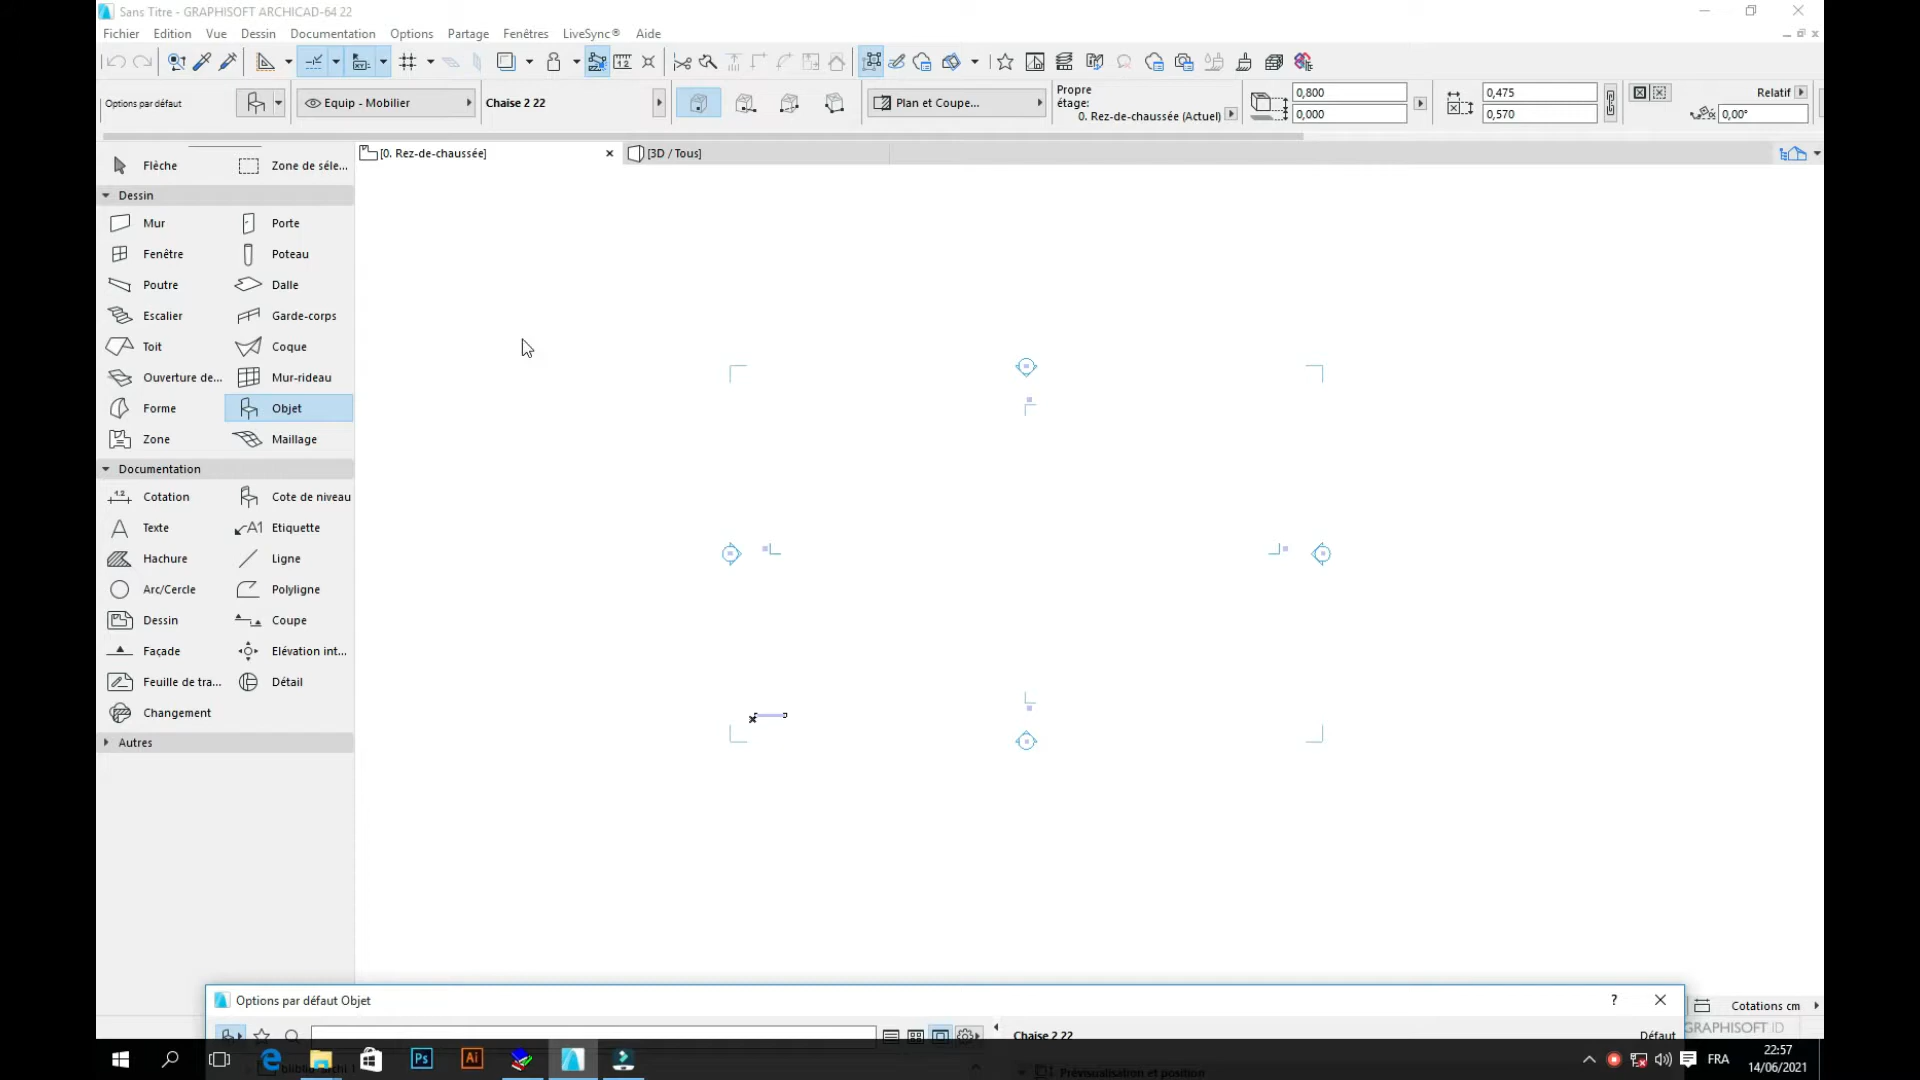 Sans Titre - GRAPHISOFT ARCHICAD-64 22
Fichier Edition Vue Dessin Documentation Options Partage Fenêtres LiveSync® Aide
Options par défaut
Equip - Mobilier
Chaise 2 22
Plan et Coupe...
Propre
étage:
0. Rez-de-chaussée (Actuel)
0,800
0,000
0,475
0,570
Relatif
0,00°
[0. Rez-de-chaussée]
[3D / Tous]
Flèche Zone de séle...
Dessin
Mur Porte
Fenêtre Poteau
Poutre Dalle
Escalier Garde-corps
Toit Coque
Ouverture de... Mur-rideau
Forme Objet
Zone Maillage
Documentation
Cotation Cote de niveau
Texte Etiquette
Hachure Ligne
Arc/Cercle Polyligne
Dessin Coupe
Façade Elévation int...
Feuille de tra... Détail
Changement
Autres
Options par défaut Objet
?
Cotations cm
GRAPHISOFT ID
Chaise 2 22
Défaut
Prévisualisation et position
Ps
Ai
FRA
22:57
14/06/2021